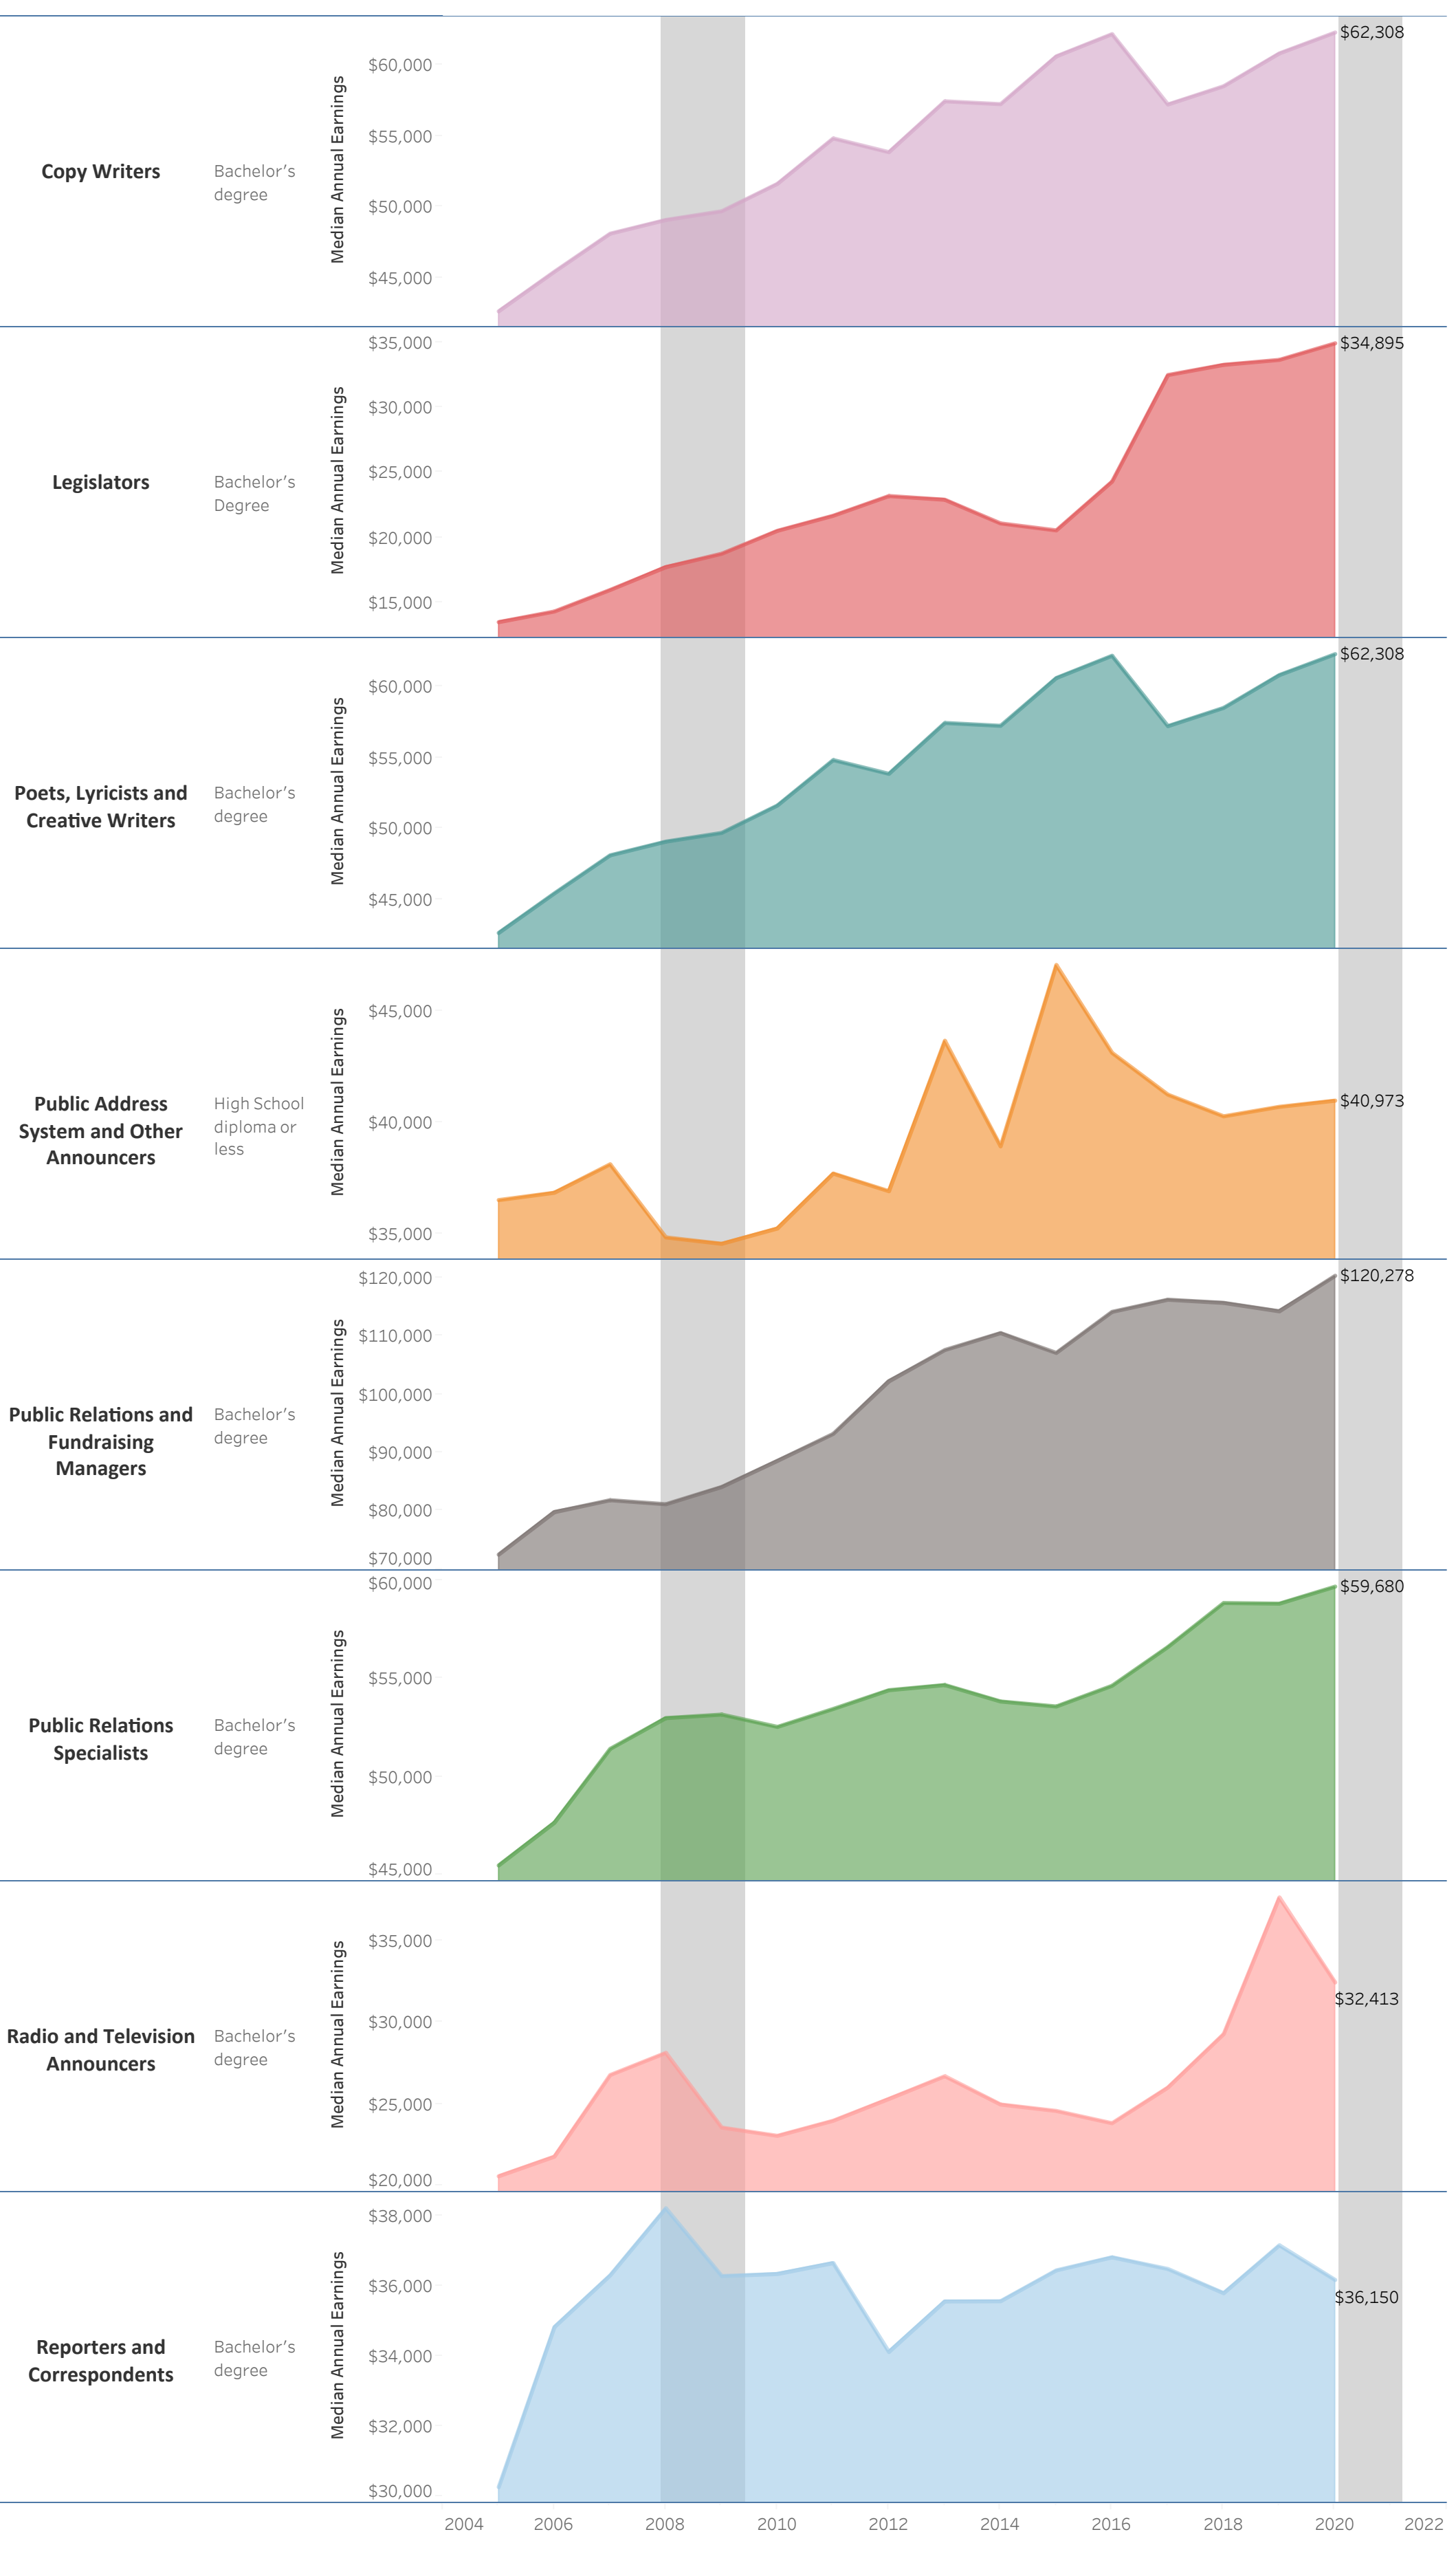 $62,308
$60,000
$55,000
$50,000
$45,000
Median Annual Earnings
Copy Writers
Bachelor's
degree
$35,000
$34,895
$30,000
$25,000
$20,000
$15,000
Median Annual Earnings
Legislators
Bachelor's
Degree
$62,308
$60,000
$55,000
$50,000
$45,000
Median Annual Earnings
Poets, Lyricists and
Creative Writers
Bachelor's
degree
$45,000
$40,000
$35,000
$40,973
Median Annual Earnings
Public Address
System and Other
Announcers
High School
diploma or
less
$120,000
$120,278
$110,000
$100,000
$90,000
$80,000
$70,000
Median Annual Earnings
Public Relations and
Fundraising
Managers
Bachelor's
degree
$60,000
$59,680
$55,000
$50,000
$45,000
Median Annual Earnings
Public Relations
Specialists
Bachelor's
degree
$35,000
$30,000
$25,000
$20,000
$32,413
Median Annual Earnings
Radio and Television
Announcers
Bachelor's
degree
$38,000
$36,000
$34,000
$32,000
$30,000
$36,150
Median Annual Earnings
Reporters and
Correspondents
Bachelor's
degree
2004 2006 2008 2010 2012 2014 2016 2018 2020 2022